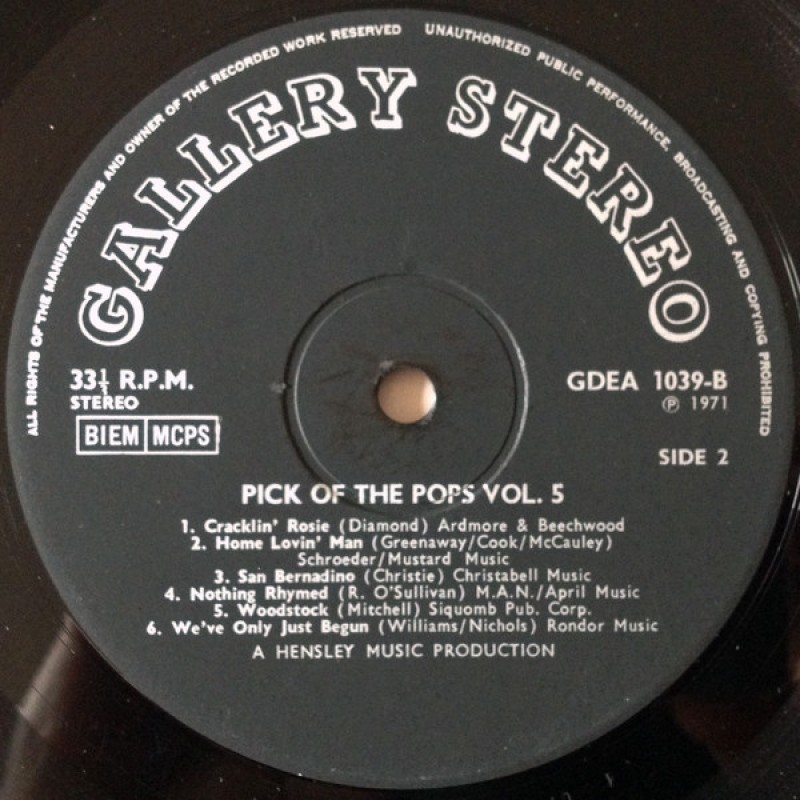 ALL RIGHTS OF THE MANUFACTURERS AND OWNER OF THE RECORDED WORK RESERVED UNAUTHORIZED PUBLIC PERFORMANCE, BROADCASTING AND COPYING PROHIBITED
GALLERY STEREO
33⅓ R.P.M.
STEREO
BIEM MCPS
GDEA 1039-B
℗ 1971
SIDE 2
PICK OF THE POPS VOL. 5
1. Cracklin' Rosie (Diamond) Ardmore & Beechwood
2. Home Lovin' Man (Greenaway/Cook/McCauley)
Schroeder/Mustard Music
3. San Bernadino (Christie) Christabell Music
4. Nothing Rhymed (R. O'Sullivan) M.A.N./April Music
5. Woodstock (Mitchell) Siquomb Pub. Corp.
6. We've Only Just Begun (Williams/Nichols) Rondor Music
A HENSLEY MUSIC PRODUCTION